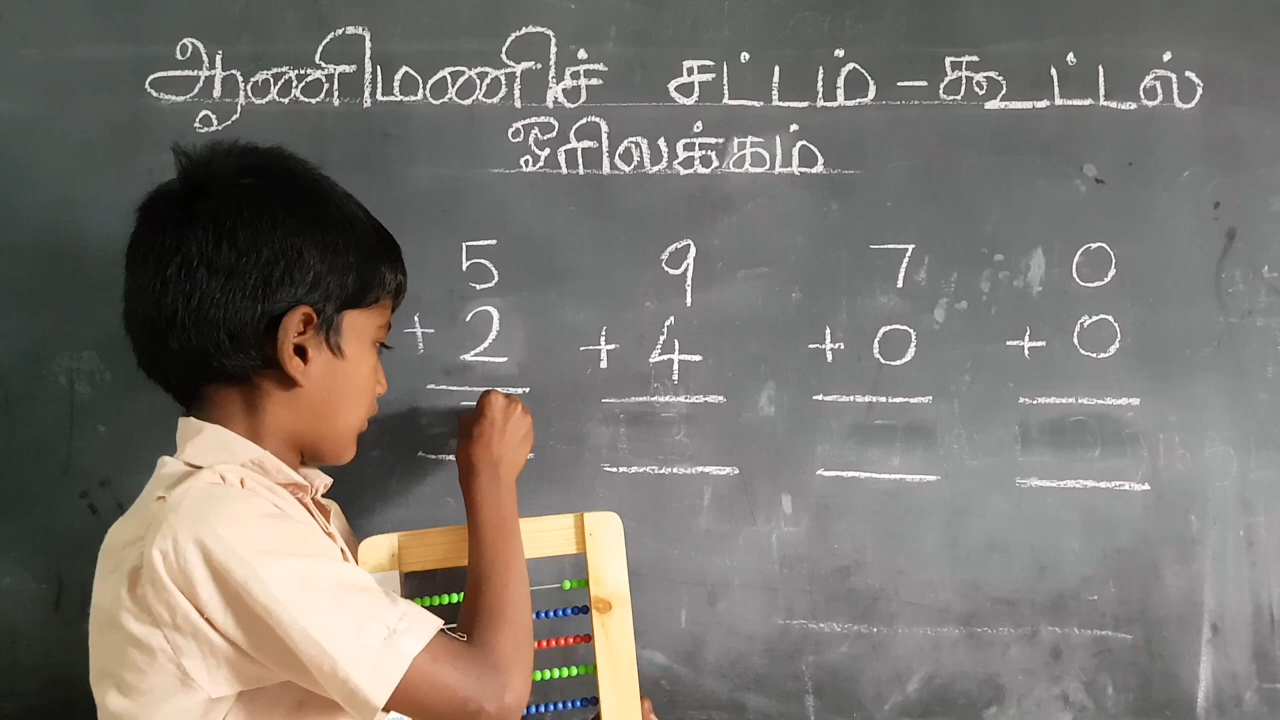 ஆணிமணிச் சட்டம் - கூட்டல்
ஓரிலக்கம்
5 9 7 0
+ 2 + 4 + 0 + 0